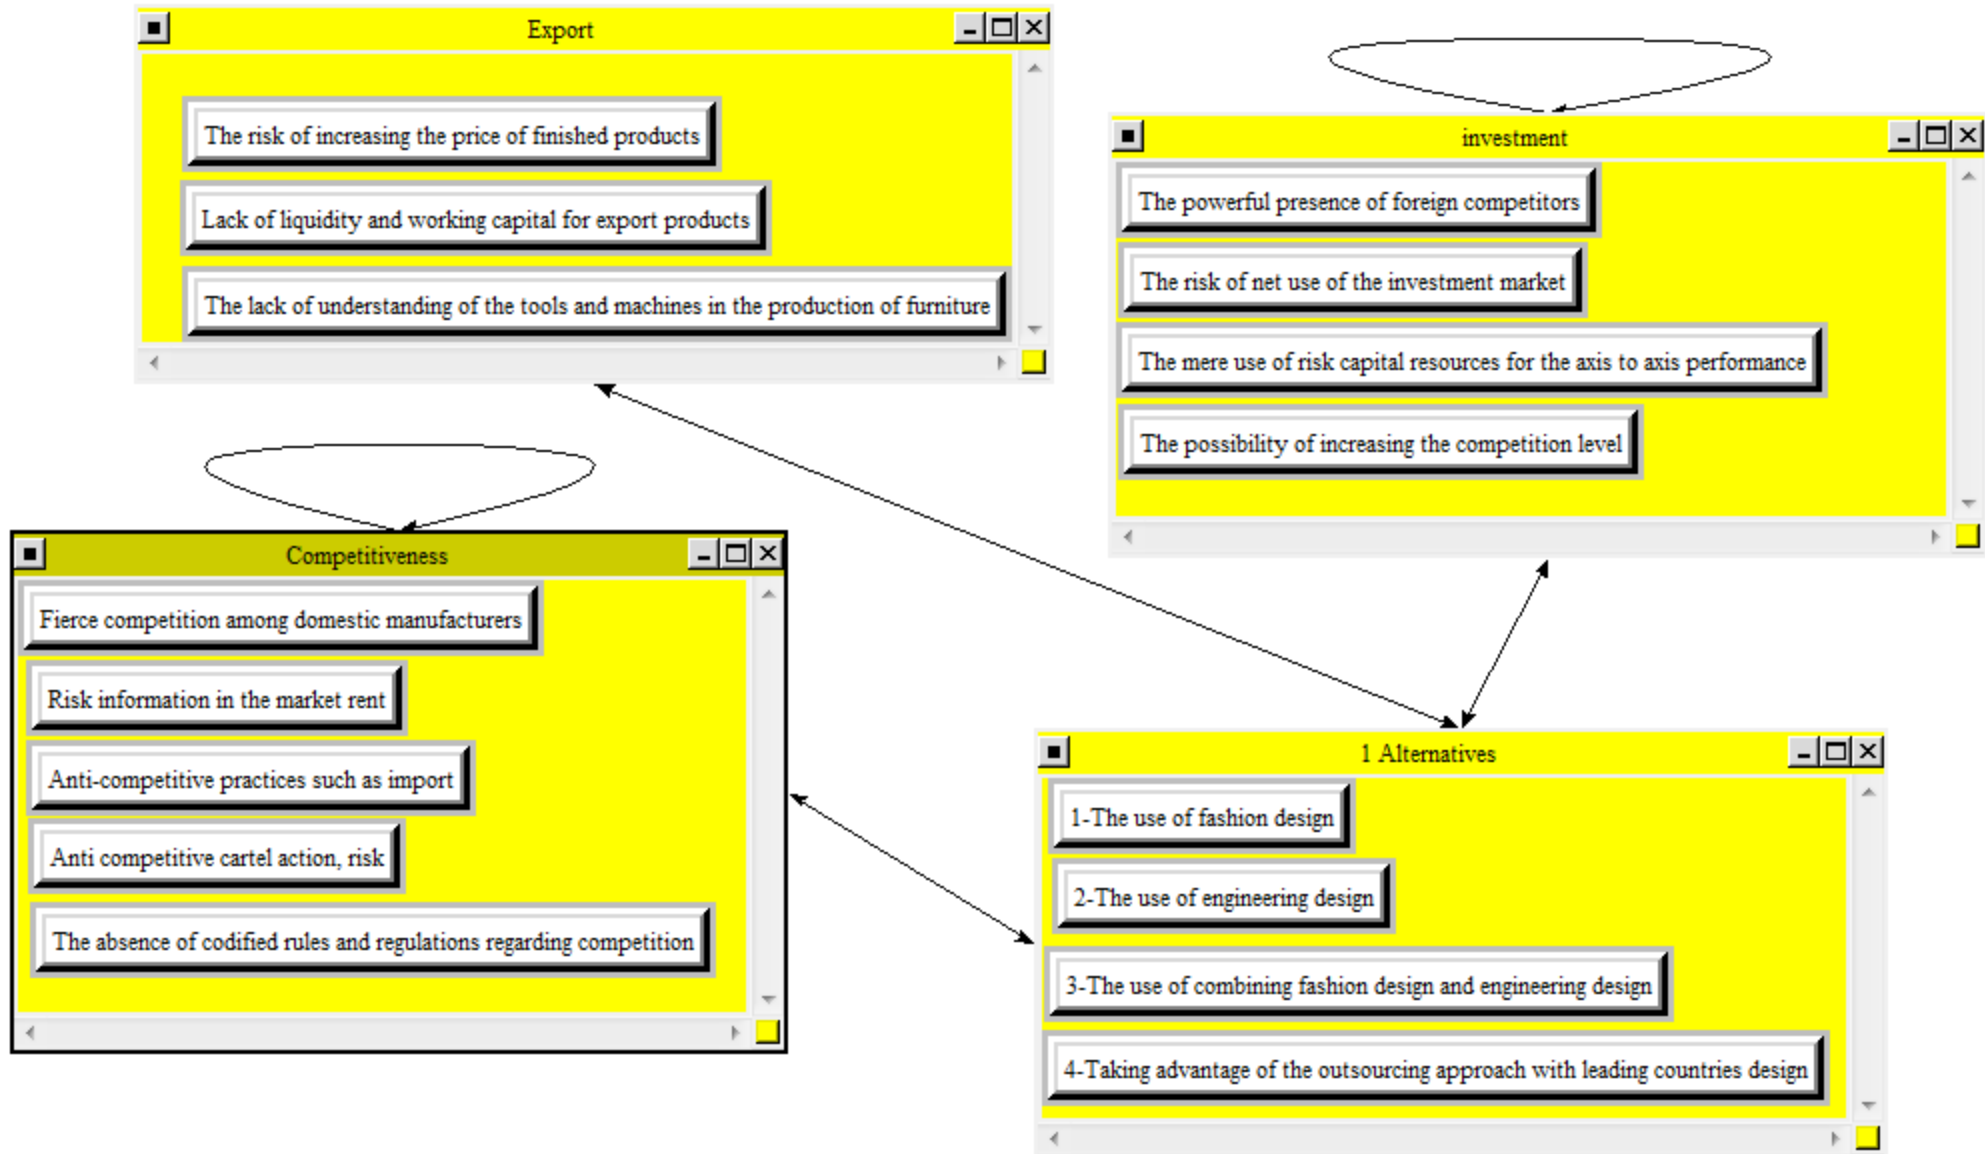 Export
The risk of increasing the price of finished products
Lack of liquidity and working capital for export products
The lack of understanding of the tools and machines in the production of furniture
investment
The powerful presence of foreign competitors
The risk of net use of the investment market
The mere use of risk capital resources for the axis to axis performance
The possibility of increasing the competition level
Competitiveness
Fierce competition among domestic manufacturers
Risk information in the market rent
Anti-competitive practices such as import
Anti competitive cartel action, risk
The absence of codified rules and regulations regarding competition
1 Alternatives
1-The use of fashion design
2-The use of engineering design
3-The use of combining fashion design and engineering design
4-Taking advantage of the outsourcing approach with leading countries design